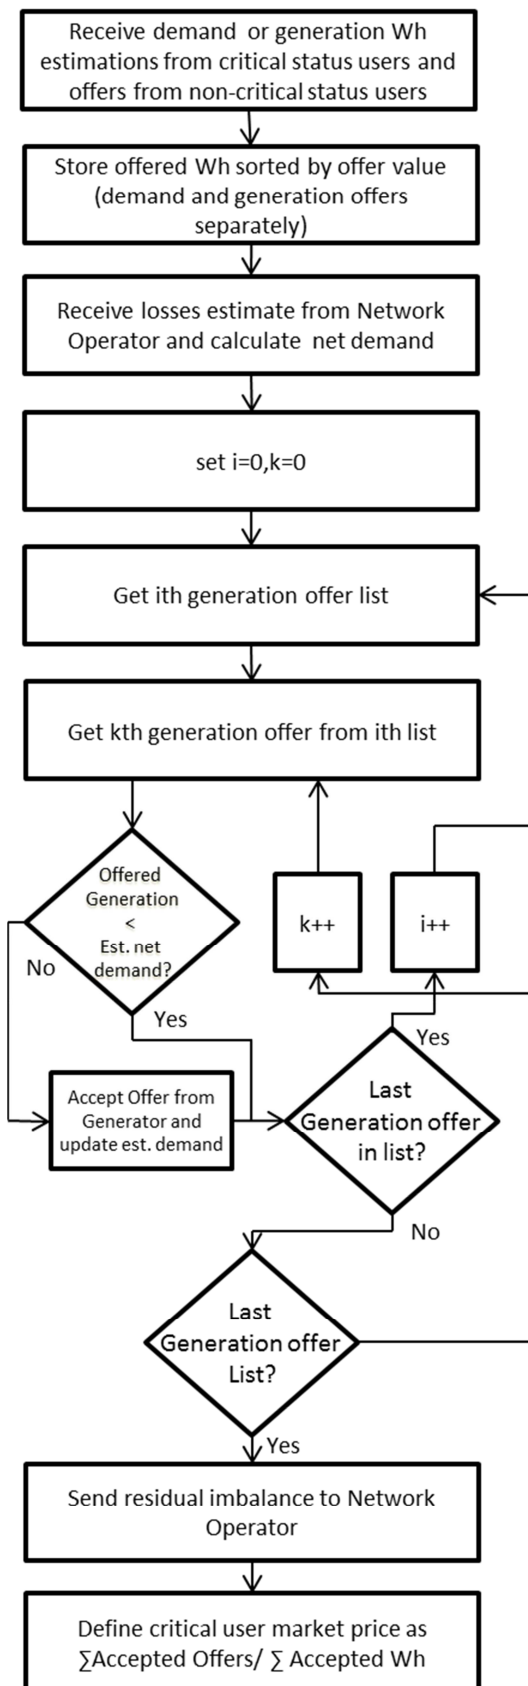 Receive demand or generation Wh
estimations from critical status users and
offers from non-critical status users
Store offered Wh sorted by offer value
(demand and generation offers
separately)
Receive losses estimate from Network
Operator and calculate net demand
set i=0,k=0
Get ith generation offer list
Get kth generation offer from ith list
Offered
Generation
<
Est. net
demand?
k++
i++
No
Yes
Yes
Accept Offer from
Generator and
update est. demand
Last
Generation offer
in list?
No
Last
Generation offer
List?
Yes
Send residual imbalance to Network
Operator
Define critical user market price as
∑Accepted Offers/ ∑ Accepted Wh